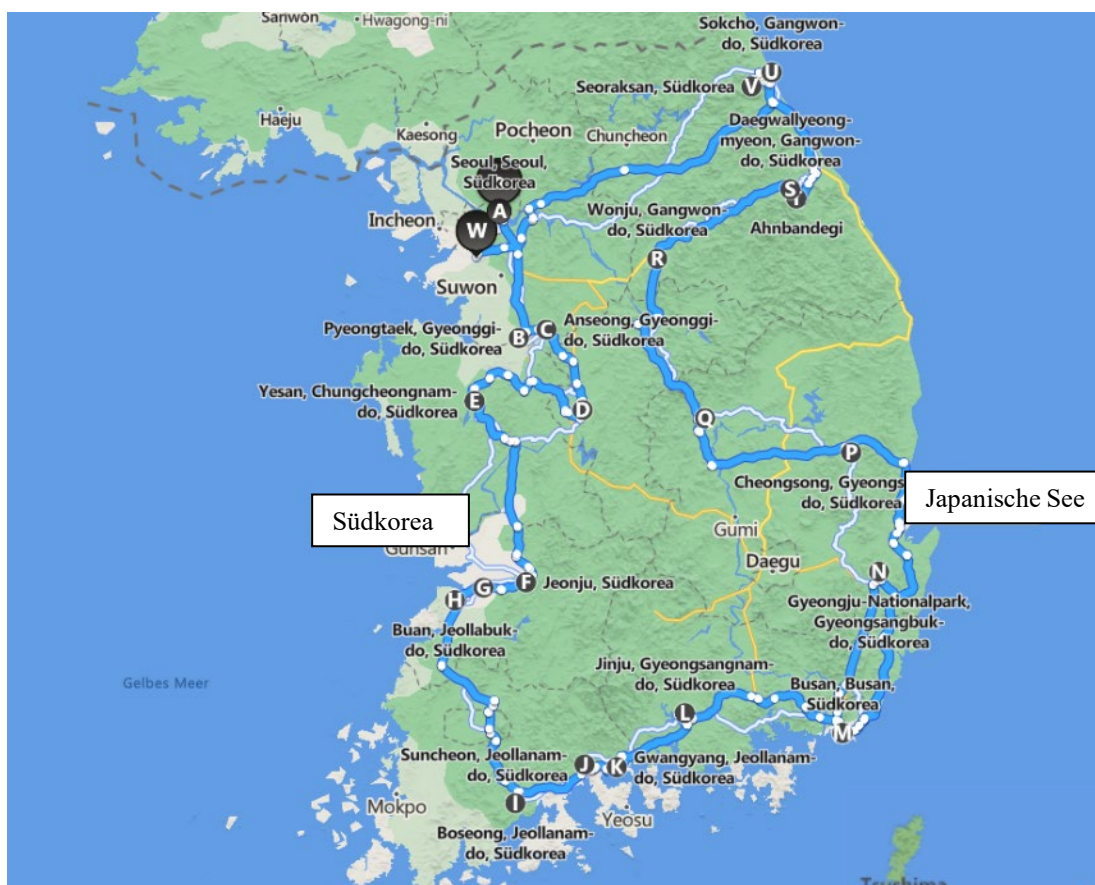 Sanwŏn
Hwagong-ni
Sokcho, Gangwon-
do, Südkorea
U
V
Seoraksan, Südkorea
Haeju
Kaesong
Pocheon
Chuncheon
Daegwallyeong-
myeon, Gangwon-
do, Südkorea
Seoul, Seoul,
Südkorea
A
Incheon
W
Wonju, Gangwon-
do, Südkorea
S
Ahnbandegi
R
Suwon
Pyeongtaek, Gyeonggi-
do, Südkorea
B
C
Anseong, Gyeonggi-
do, Südkorea
Yesan, Chungcheongnam-
do, Südkorea
E
D
Q
P
Cheongsong, Gyeongs
do, Südkorea
Japanische See
Südkorea
Gunsan
Gumi
Daegu
N
Gyeongju-Nationalpark,
Gyeongsangbuk-
do, Südkorea
F
Jeonju, Südkorea
G
H
Buan, Jeollabuk-
do, Südkorea
Gelbes Meer
Jinju, Gyeongsangnam-
do, Südkorea
Busan, Busan,
Südkorea
L
M
Suncheon, Jeollanam-
do, Südkorea
J
K
Gwangyang, Jeollanam-
do, Südkorea
Mokpo
I
Yeosu
Boseong, Jeollanam-
do, Südkorea
Tsushima